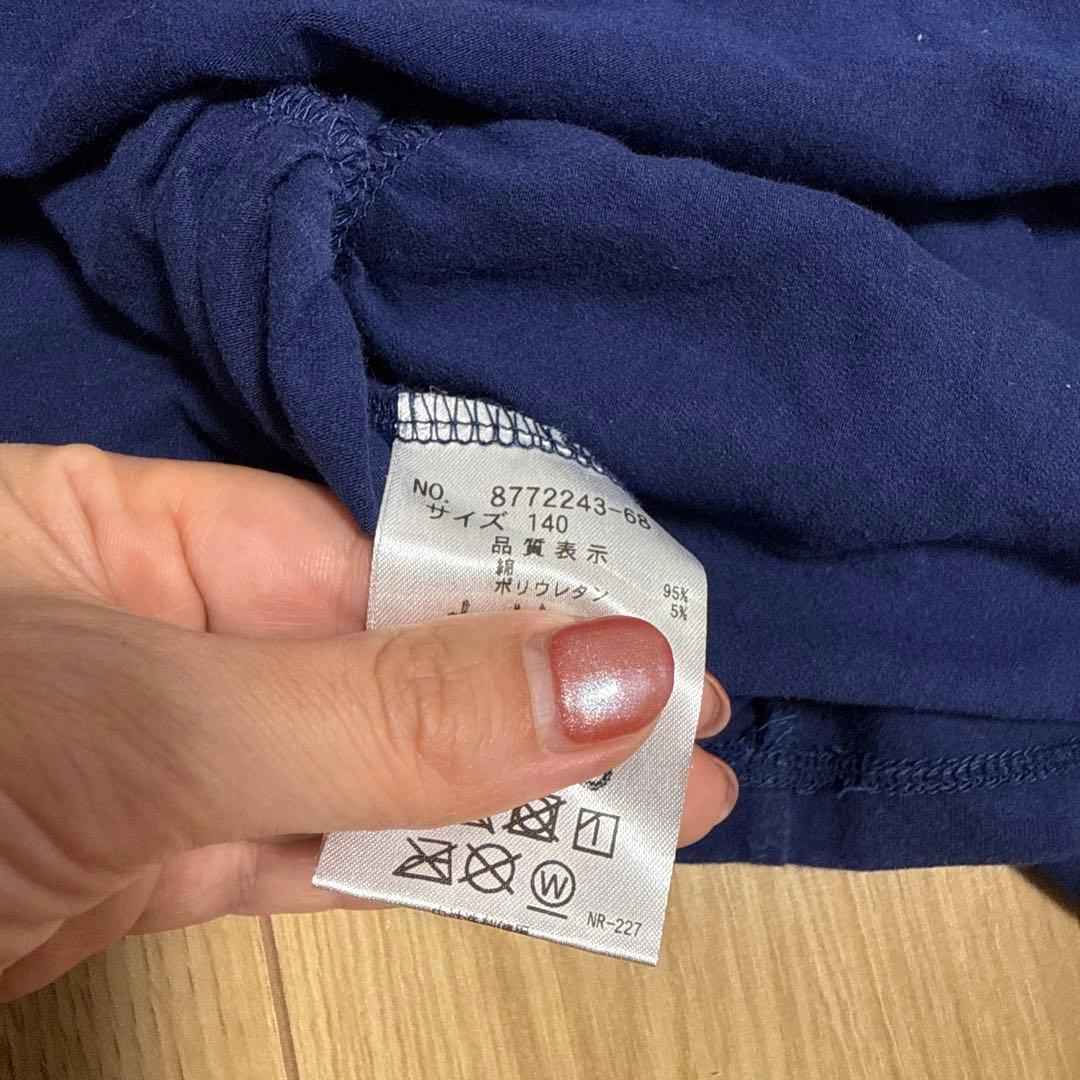 NO. 8772243-68
サイズ 140
品質表示
綿 95%
ポリウレタン 5%
W
NR-227